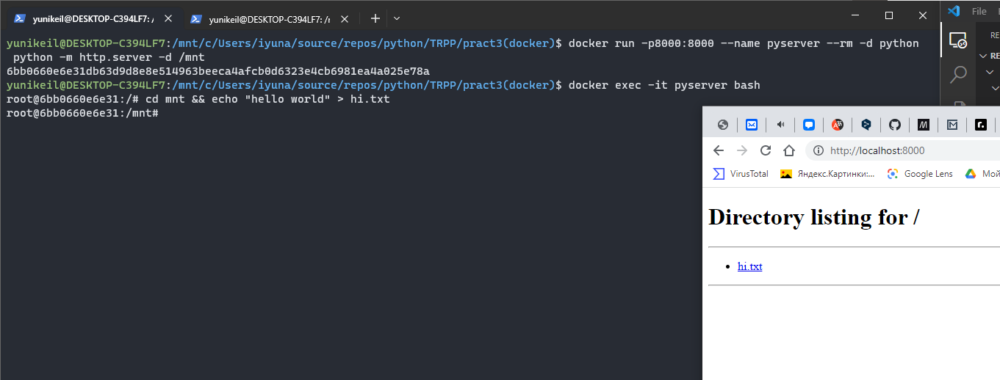 yunikeil@DESKTOP-C394LF7: /
yunikeil@DESKTOP-C394LF7: /r
File
yunikeil@DESKTOP-C394LF7:/mnt/c/Users/iyuna/source/repos/python/TRPP/pract3(docker)$ docker run -p8000:8000 --name pyserver --rm -d python
python -m http.server -d /mnt
6bb0660e6e31db63d9d8e8e514963beeca4afcb0d6323e4cb6981ea4a025e78a
yunikeil@DESKTOP-C394LF7:/mnt/c/Users/iyuna/source/repos/python/TRPP/pract3(docker)$ docker exec -it pyserver bash
root@6bb0660e6e31:/# cd mnt && echo "hello world" > hi.txt
root@6bb0660e6e31:/mnt#
RE
RE
http://localhost:8000
VirusTotal
Яндекс.Картинки:...
Google Lens
Мой
Directory listing for /
hi.txt